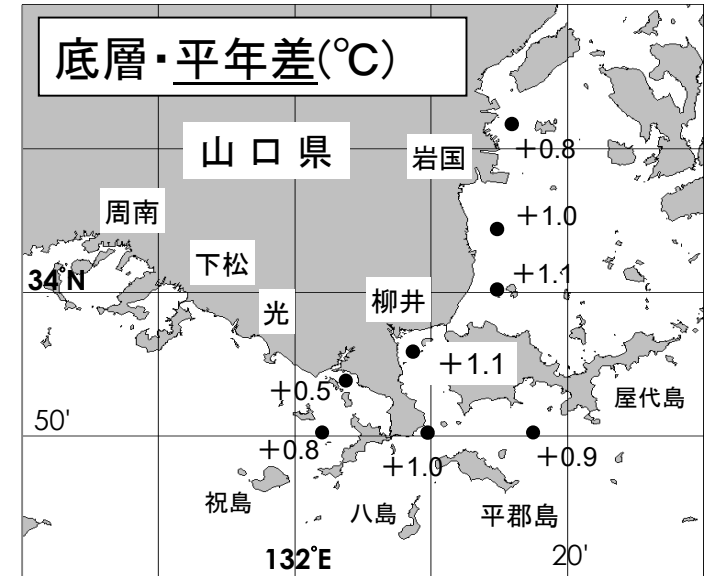 底層・平年差(℃)
山口県
岩国
+0.8
周南
+1.0
下松
+1.1
34°N
光
柳井
+1.1
+0.5
屋代島
50'
+0.8
+1.0
+0.9
祝島
八島
平郡島
132°E
20'